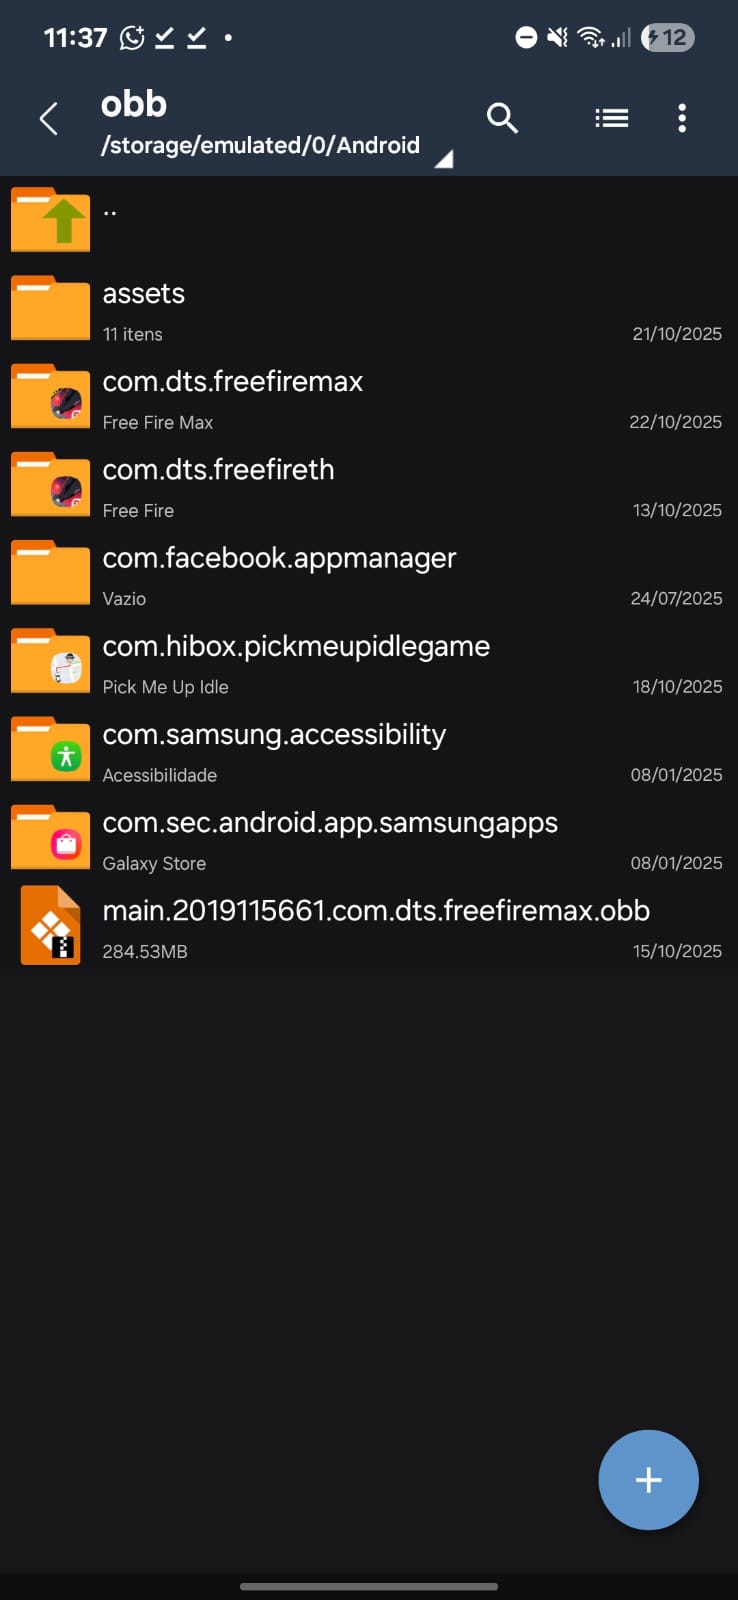 11:37
12
obb
/storage/emulated/0/Android
..
assets
11 itens 21/10/2025
com.dts.freefiremax
Free Fire Max 22/10/2025
com.dts.freefireth
Free Fire 13/10/2025
com.facebook.appmanager
Vazio 24/07/2025
com.hibox.pickmeupidlegame
Pick Me Up Idle 18/10/2025
com.samsung.accessibility
Acessibilidade 08/01/2025
com.sec.android.app.samsungapps
Galaxy Store 08/01/2025
main.2019115661.com.dts.freefiremax.obb
284.53MB 15/10/2025